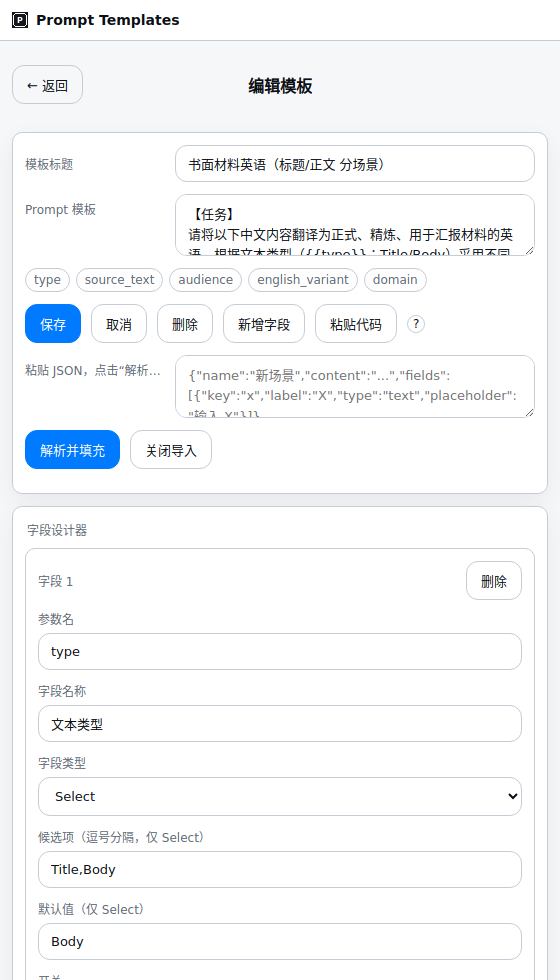 P Prompt Templates
← 返回
编辑模板
模板标题
书面材料英语（标题/正文 分场景）
Prompt 模板
【任务】
请将以下中文内容翻译为正式、精炼、用于汇报材料的英
语，根据文本类型（{{type}}：Title/Body）采用不同
type source_text audience english_variant domain
保存 取消 删除 新增字段 粘贴代码 ?
粘贴 JSON，点击“解析...
{"name":"新场景","content":"...","fields":
[{"key":"x","label":"X","type":"text","placeholder":
"输入 X"}]}
解析并填充 关闭导入
字段设计器
字段 1
删除
参数名
type
字段名称
文本类型
字段类型
Select
候选项（逗号分隔，仅 Select）
Title,Body
默认值（仅 Select）
Body